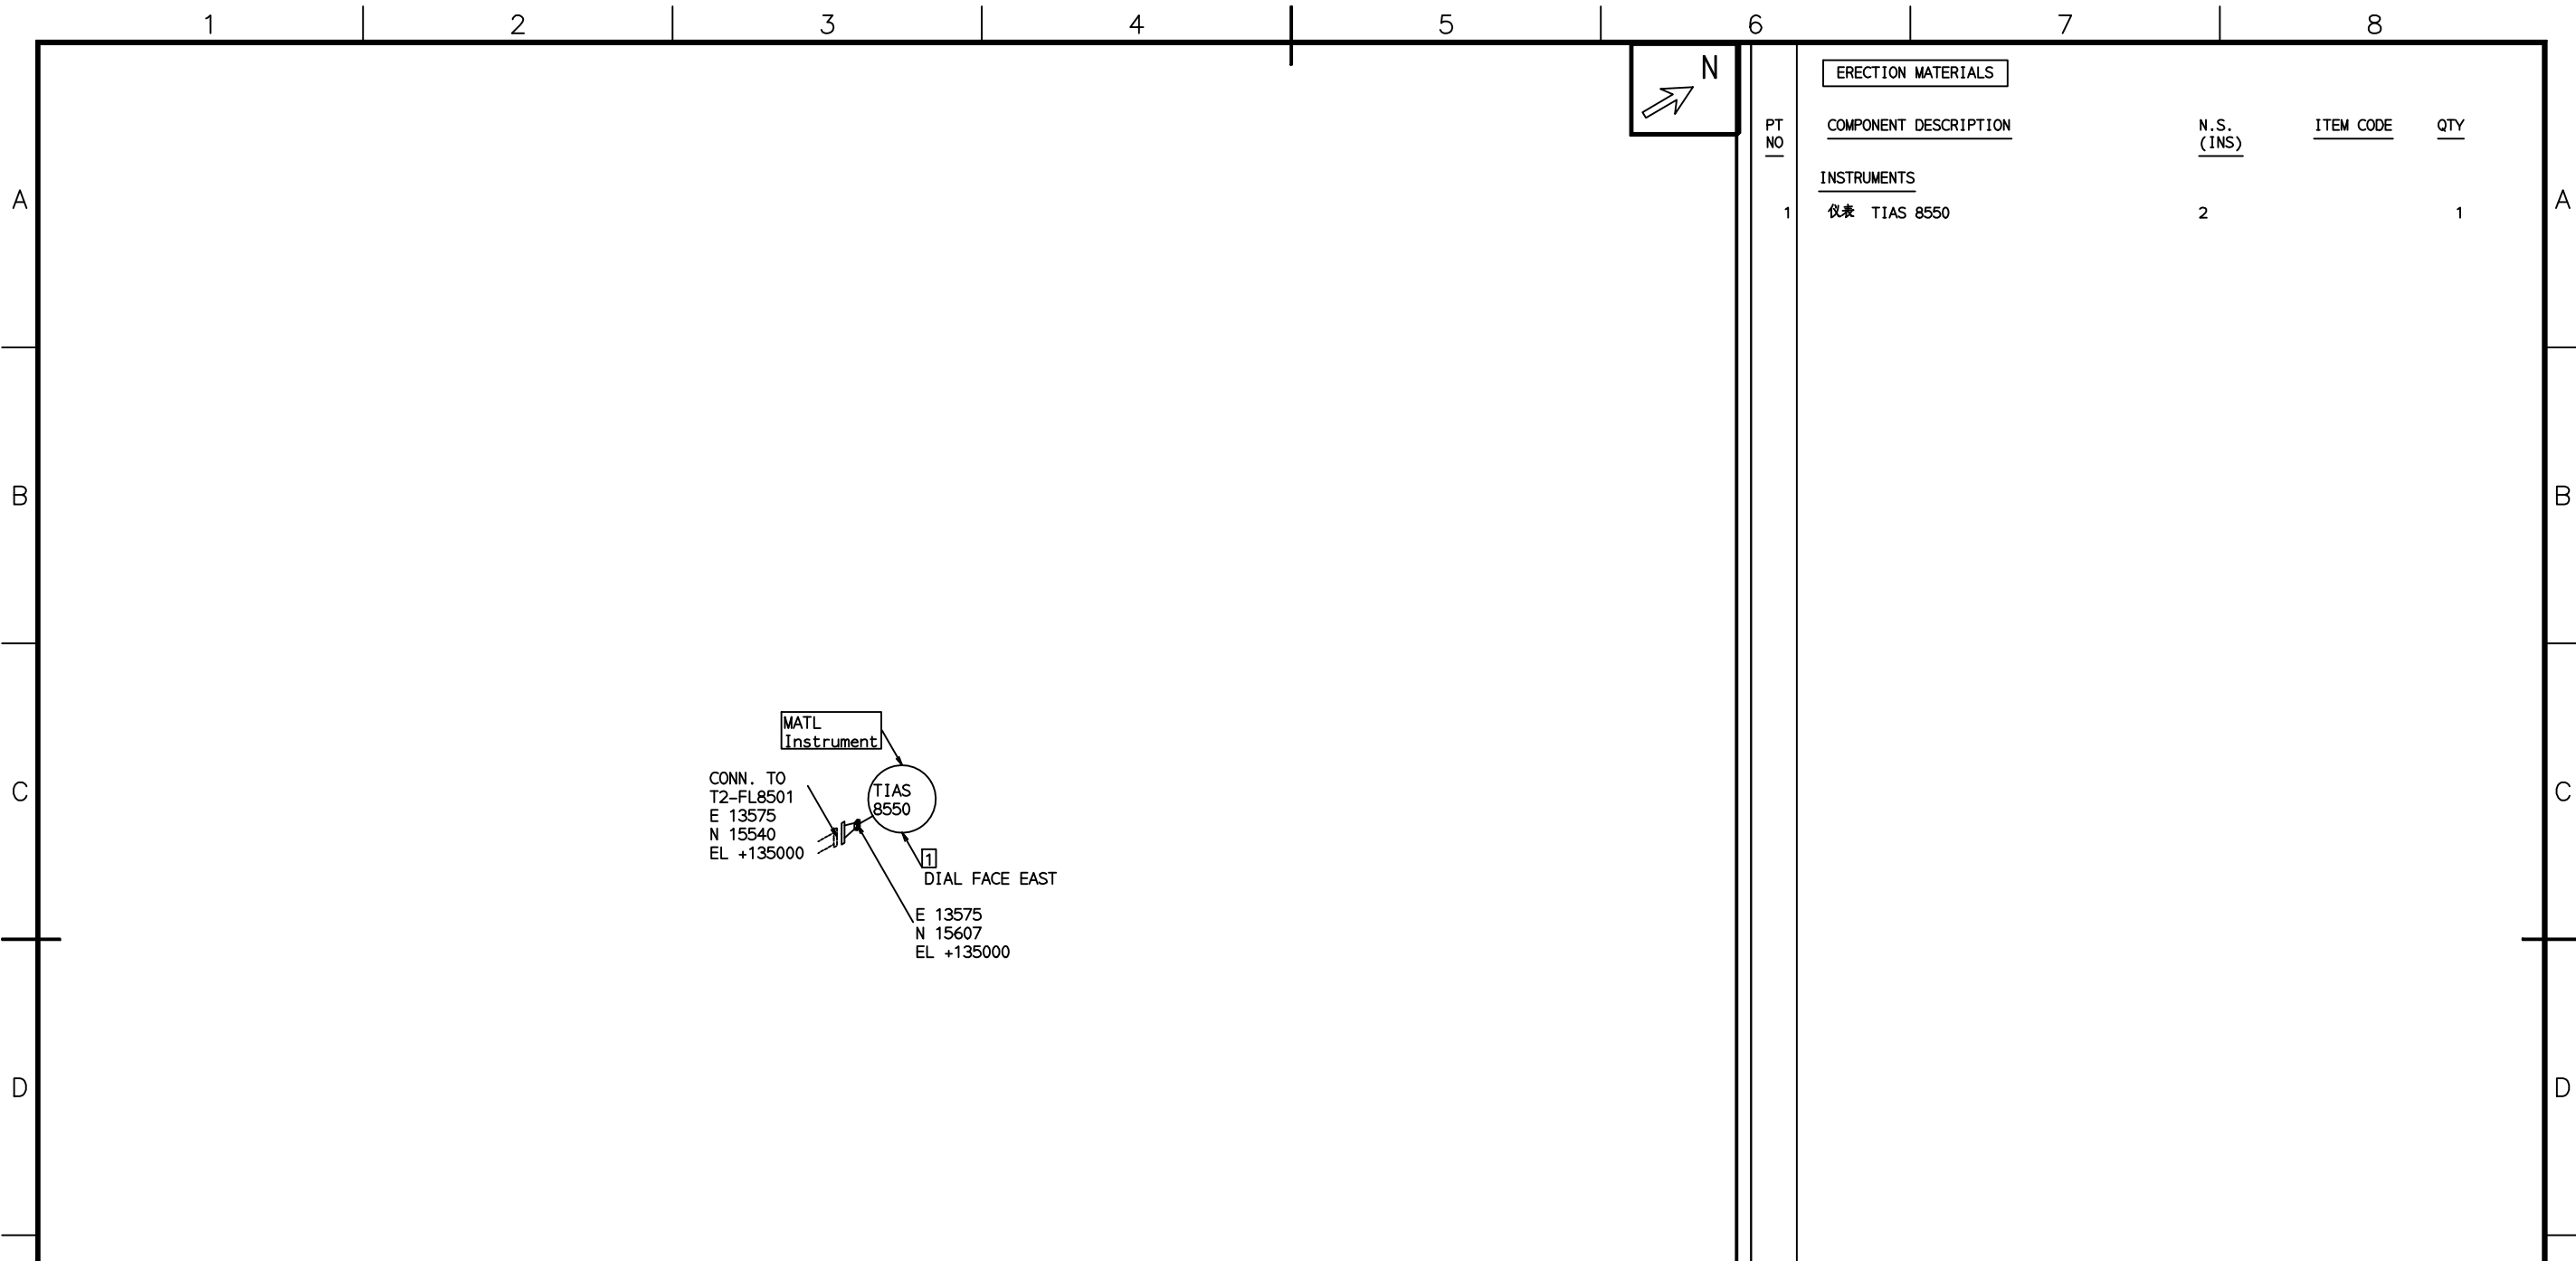 1 2 3 4 5 6 7 8
N
ERECTION MATERIALS
PT NO COMPONENT DESCRIPTION N.S. (INS) ITEM CODE QTY
INSTRUMENTS
1 仪表 TIAS 8550 2 1
A A
B B
MATL
Instrument
CONN. TO
T2-FL8501
E 13575
N 15540
EL +135000
TIAS
8550
1
DIAL FACE EAST
E 13575
N 15607
EL +135000
C C
D D